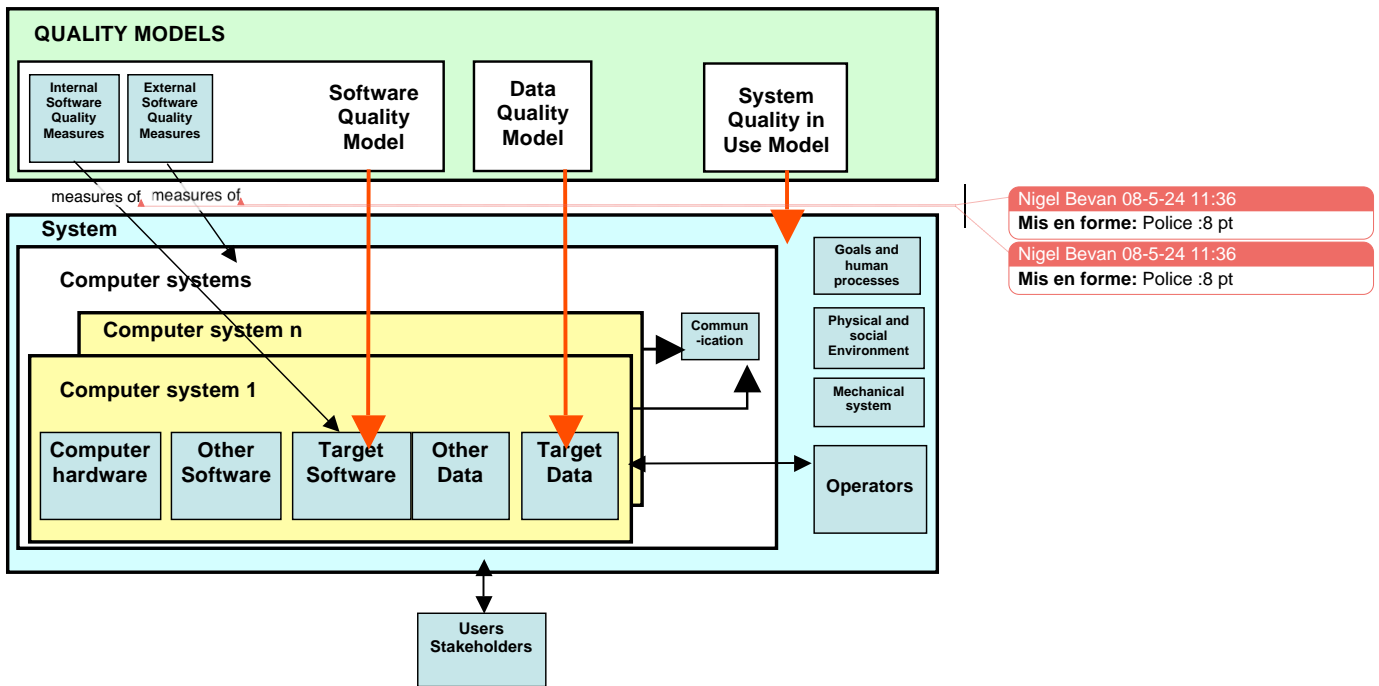 QUALITY MODELS
Internal
Software
Quality
Measures
External
Software
Quality
Measures
Software
Quality
Model
Data
Quality
Model
System
Quality in
Use Model
measures of
measures of
Nigel Bevan 08-5-24 11:36
Mis en forme: Police :8 pt
Nigel Bevan 08-5-24 11:36
Mis en forme: Police :8 pt
System
Computer systems
Computer system n
Computer system 1
Commun
-ication
Goals and
human
processes
Physical and
social
Environment
Mechanical
system
Computer
hardware
Other
Software
Target
Software
Other
Data
Target
Data
Operators
Users
Stakeholders